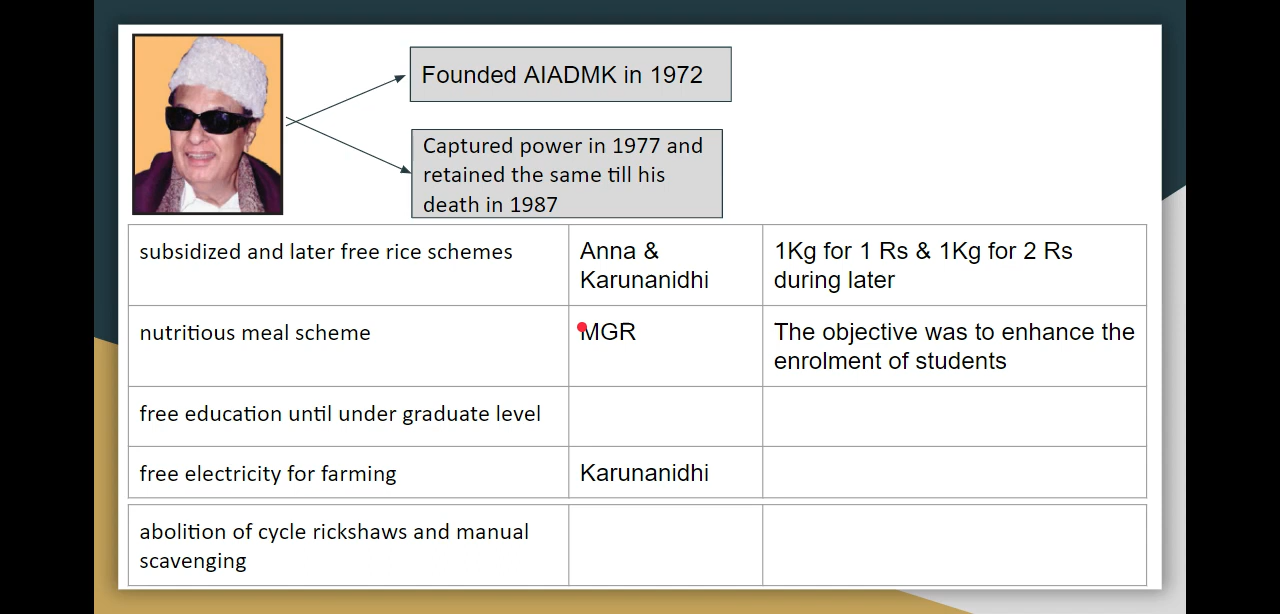 Founded AIADMK in 1972
Captured power in 1977 and
retained the same till his
death in 1987
subsidized and later free rice schemes
Anna &
Karunanidhi
1Kg for 1 Rs & 1Kg for 2 Rs
during later
nutritious meal scheme
MGR
The objective was to enhance the
enrolment of students
free education until under graduate level
free electricity for farming
Karunanidhi
abolition of cycle rickshaws and manual
scavenging